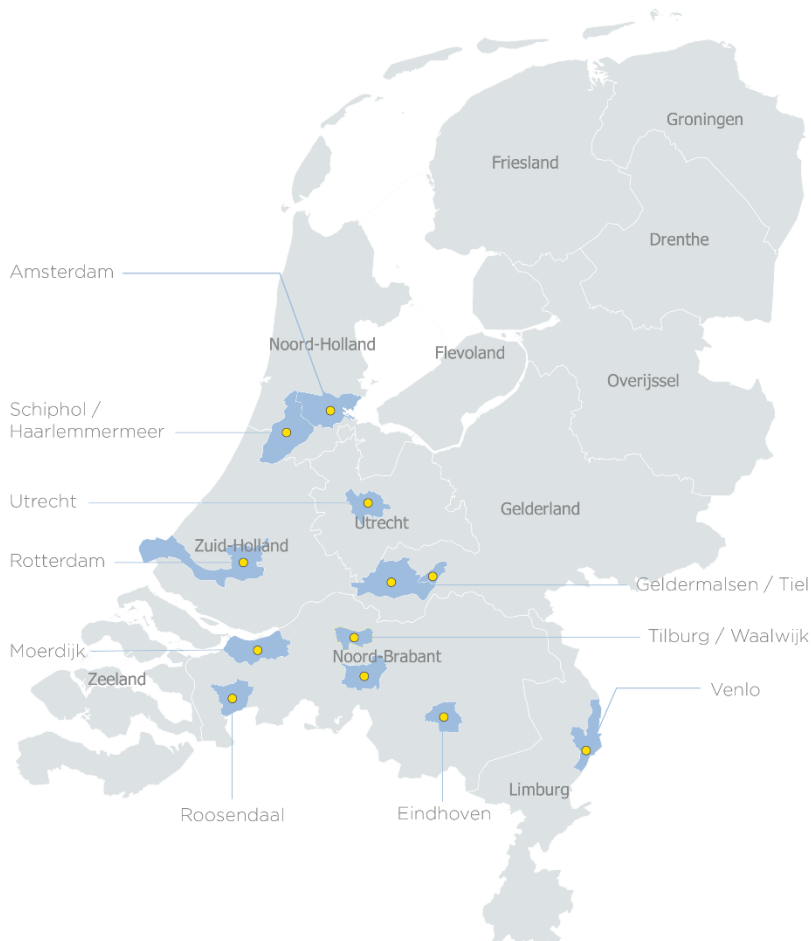 Groningen
Friesland
Drenthe
Amsterdam
Noord-Holland
Flevoland
Overijssel
Schiphol /
Haarlemmermeer
Utrecht
Gelderland
Utrecht
Zuid-Holland
Rotterdam
Geldermalsen / Tiel
Tilburg / Waalwijk
Moerdijk
Noord-Brabant
Zeeland
Venlo
Limburg
Roosendaal
Eindhoven